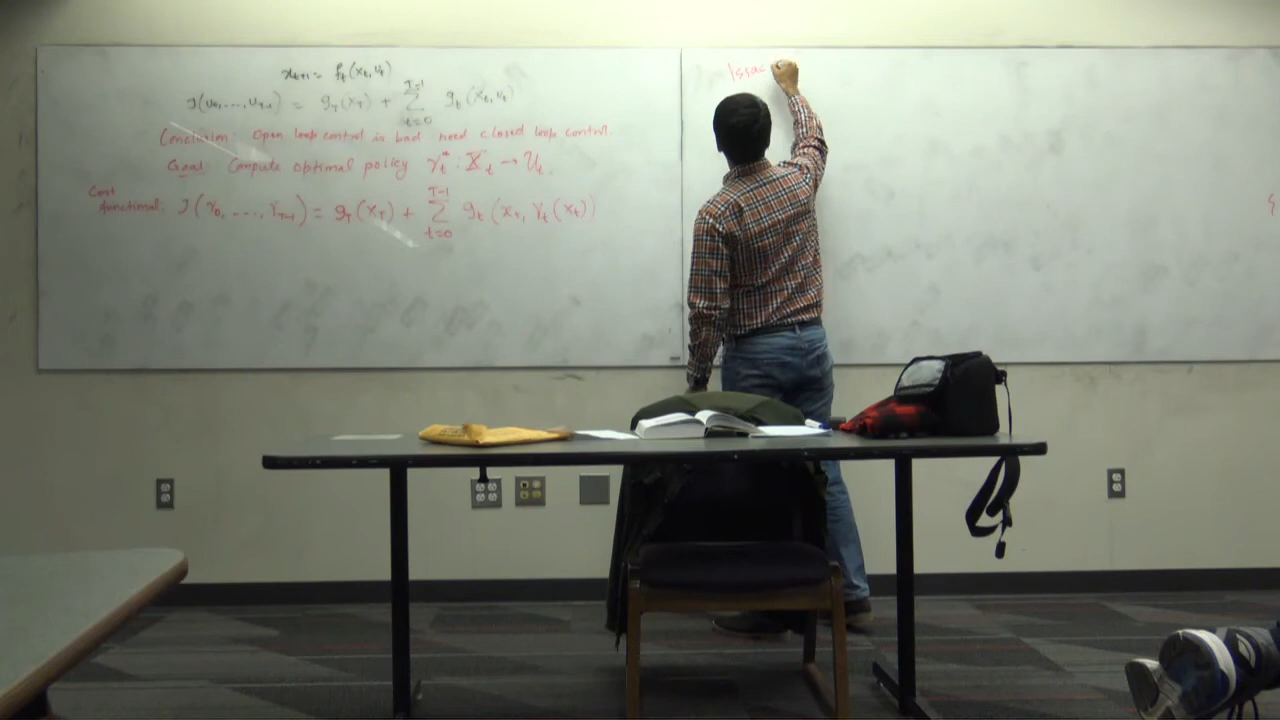 x_{t+1} = f_t(x_t, u_t)
J(u_0, ..., u_{T-1}) = g_T(x_T) + \sum_{t=0}^{T-1} g_t(x_t, u_t)
Conclusion: Open loop control is bad need closed loop control.
Goal: Compute optimal policy γ_t^* : X_t → U_t.
Cost functional: J(γ_0, ..., γ_{T-1}) = g_T(x_T) + \sum_{t=0}^{T-1} g_t(x_t, γ_t(x_t))
Issac